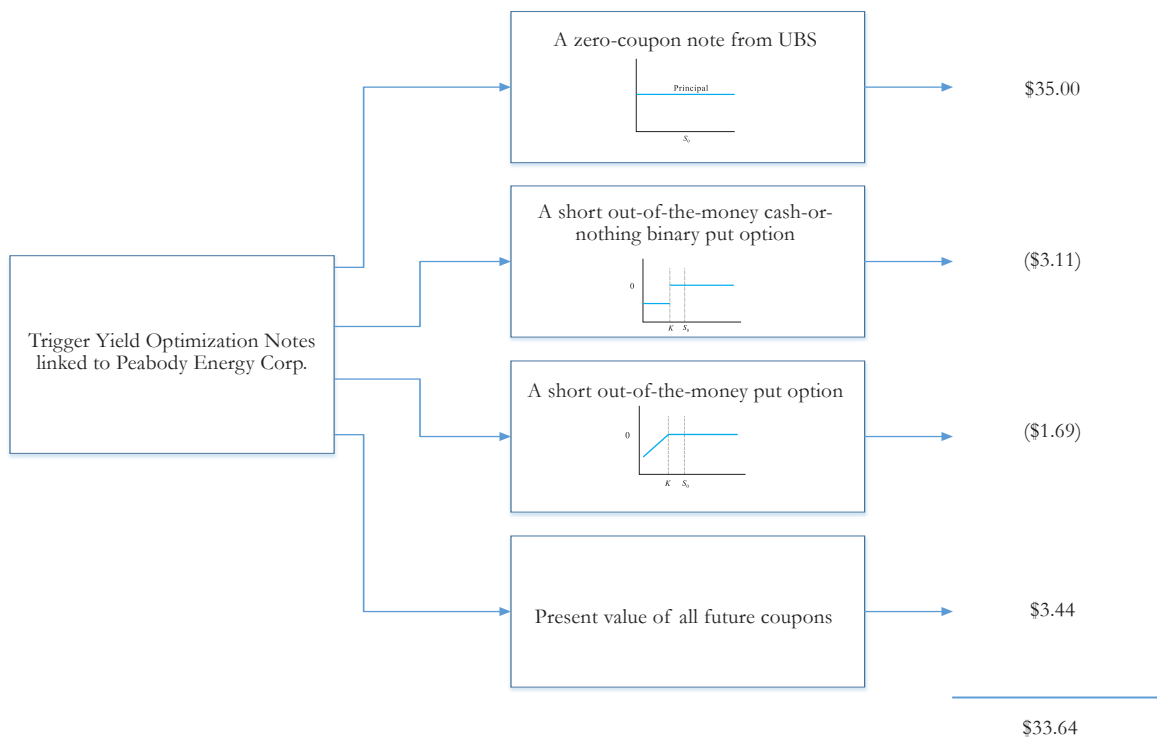 A zero-coupon note from UBS
Principal
S0
$35.00
A short out-of-the-money cash-or-
nothing binary put option
0
K S0
($3.11)
Trigger Yield Optimization Notes
linked to Peabody Energy Corp.
A short out-of-the-money put option
0
K S0
($1.69)
Present value of all future coupons
$3.44
$33.64